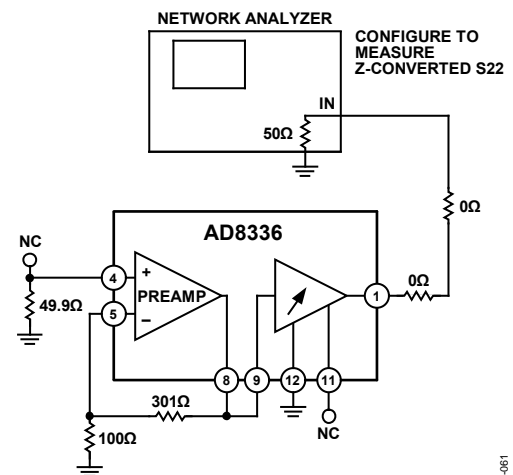 NETWORK ANALYZER
CONFIGURE TO
MEASURE
Z-CONVERTED S22
IN
50Ω
0Ω
AD8336
NC
0Ω
4
+
PREAMP
1
49.9Ω
5
–
8
9
12
11
301Ω
100Ω
NC
-061